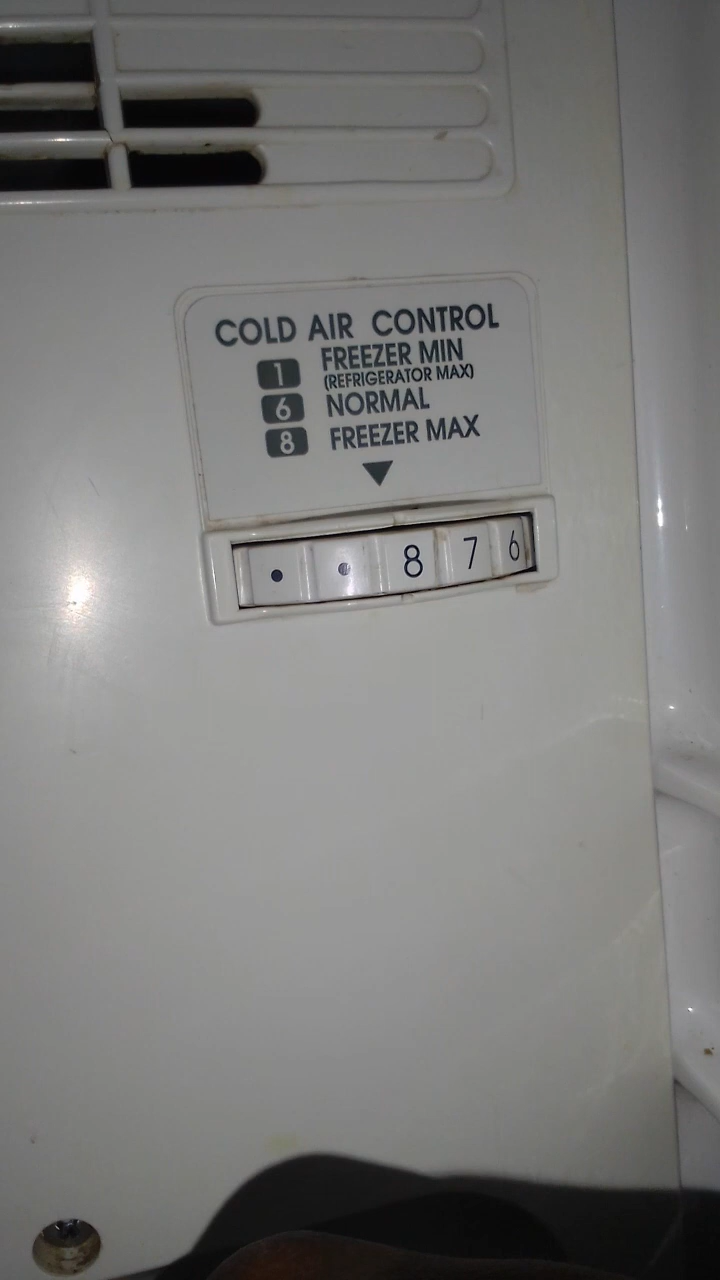 COLD AIR CONTROL
1 FREEZER MIN
(REFRIGERATOR MAX)
6 NORMAL
8 FREEZER MAX
8 7 6